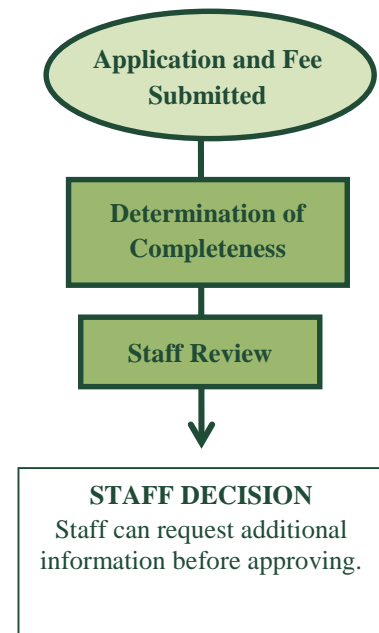 Application and Fee
Submitted
Determination of
Completeness
Staff Review
STAFF DECISION
Staff can request additional
information before approving.